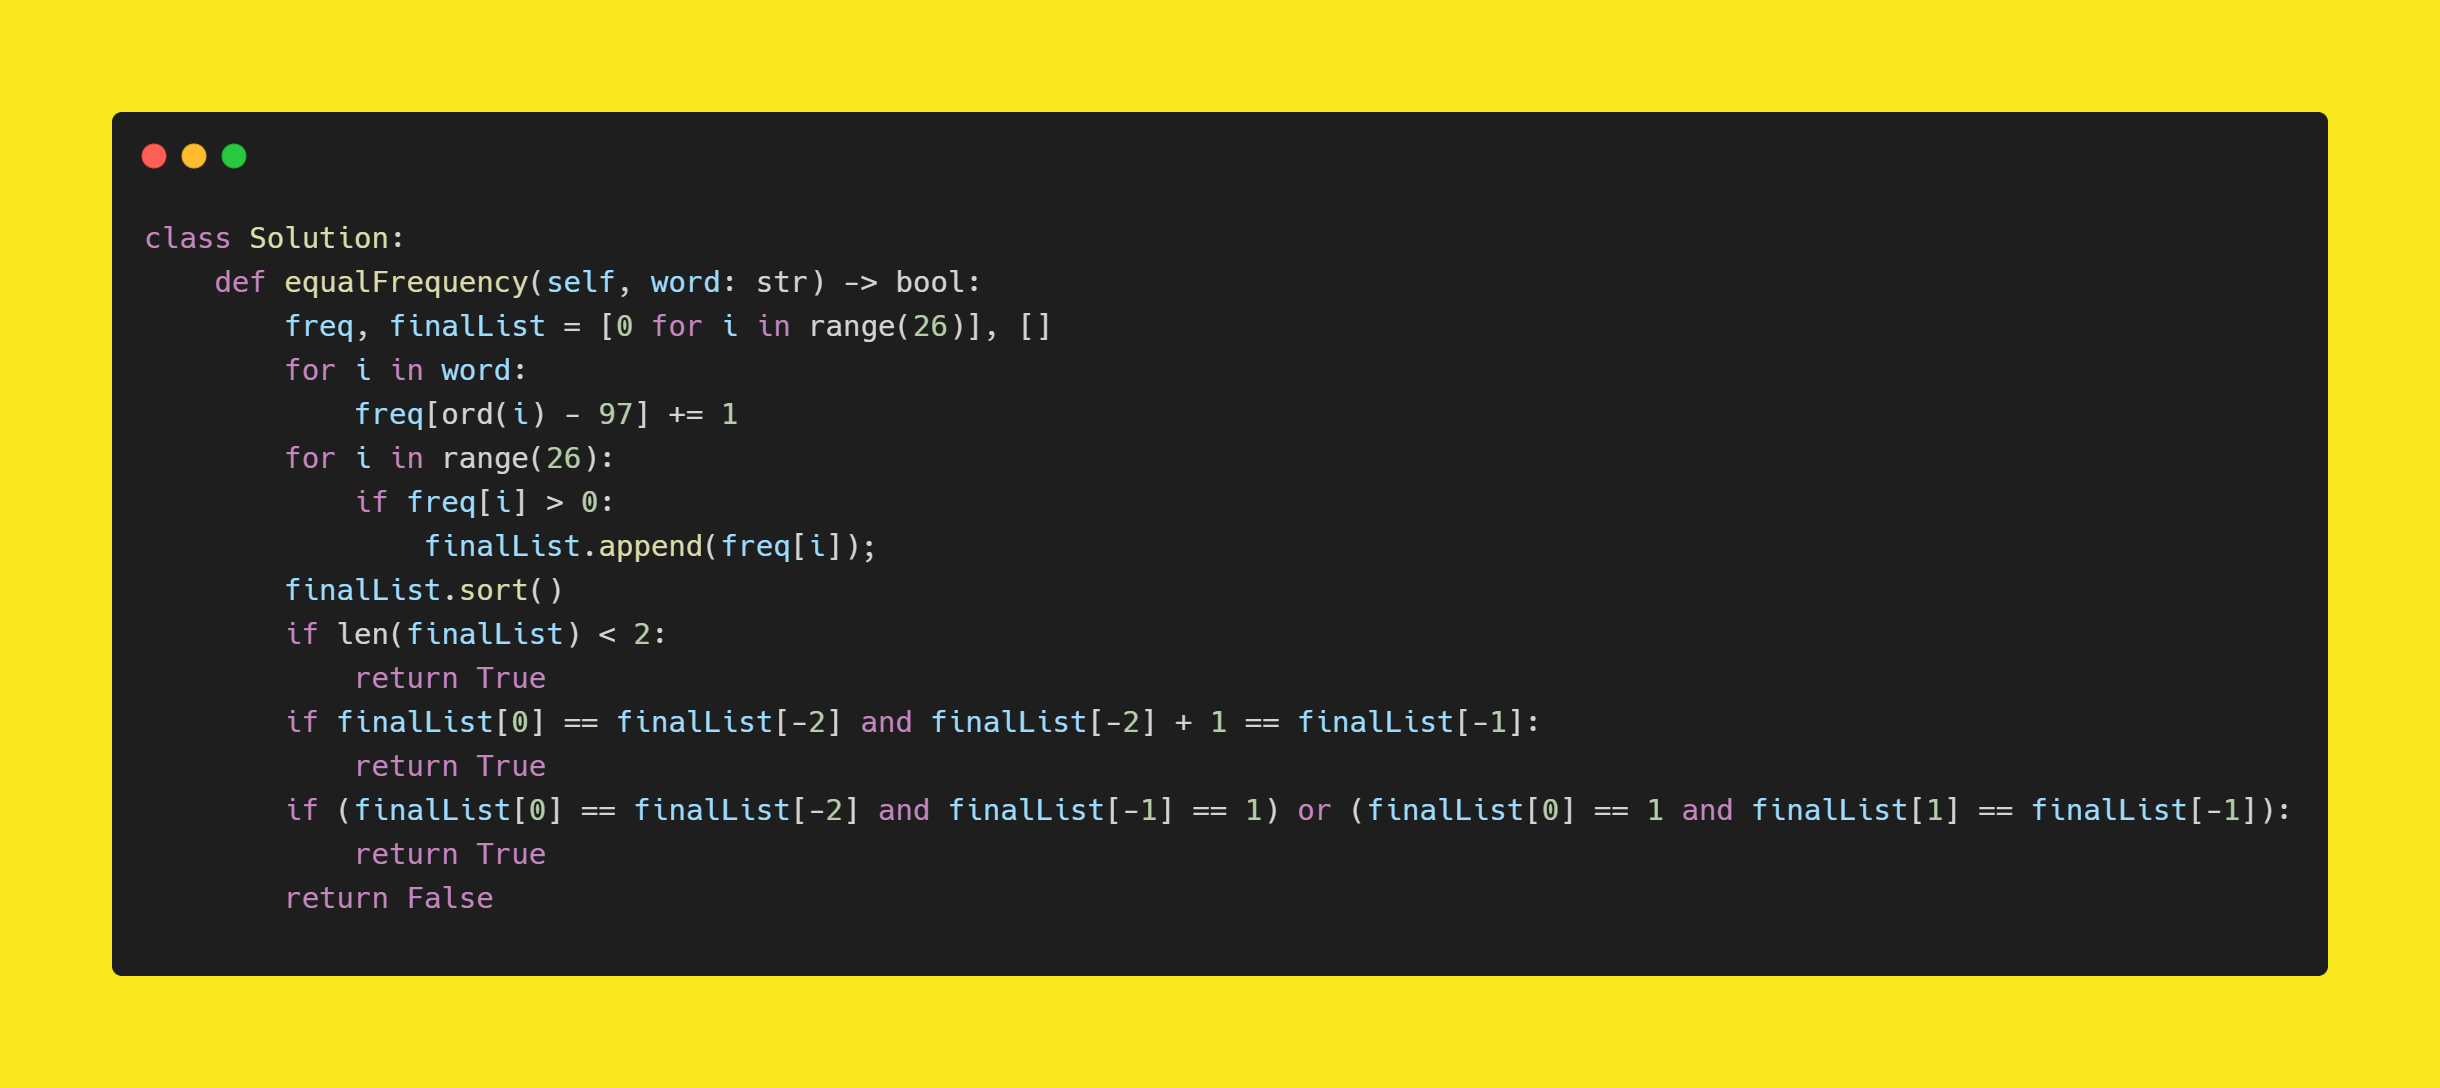 class Solution:
    def equalFrequency(self, word: str) -> bool:
        freq, finalList = [0 for i in range(26)], []
        for i in word:
            freq[ord(i) - 97] += 1
        for i in range(26):
            if freq[i] > 0:
                finalList.append(freq[i]);
        finalList.sort()
        if len(finalList) < 2:
            return True
        if finalList[0] == finalList[-2] and finalList[-2] + 1 == finalList[-1]:
            return True
        if (finalList[0] == finalList[-2] and finalList[-1] == 1) or (finalList[0] == 1 and finalList[1] == finalList[-1]):
            return True
        return False